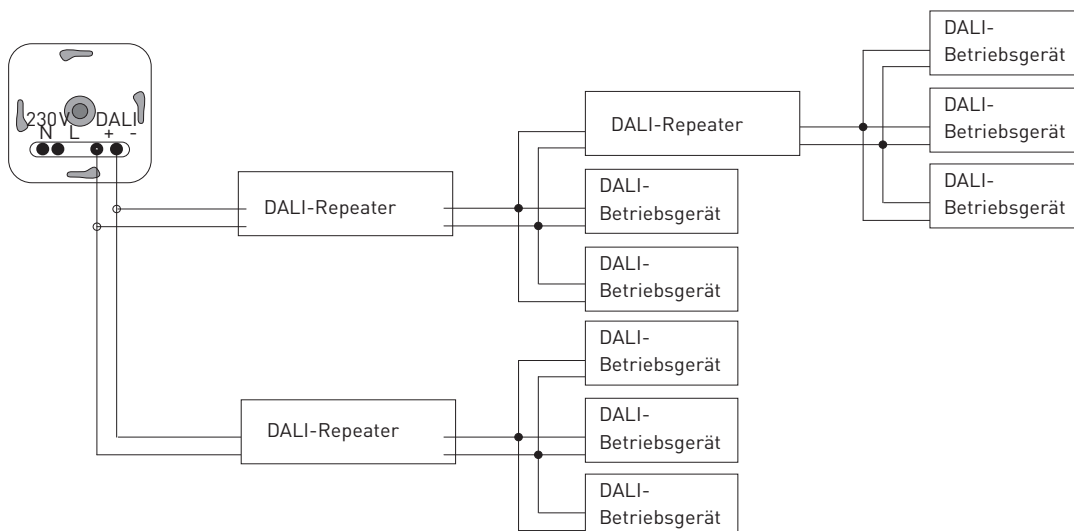 230V DALI
N L + -
DALI-Repeater
DALI-
Betriebsgerät
DALI-
Betriebsgerät
DALI-Repeater
DALI-
Betriebsgerät
DALI-
Betriebsgerät
DALI-
Betriebsgerät
DALI-Repeater
DALI-
Betriebsgerät
DALI-
Betriebsgerät
DALI-
Betriebsgerät